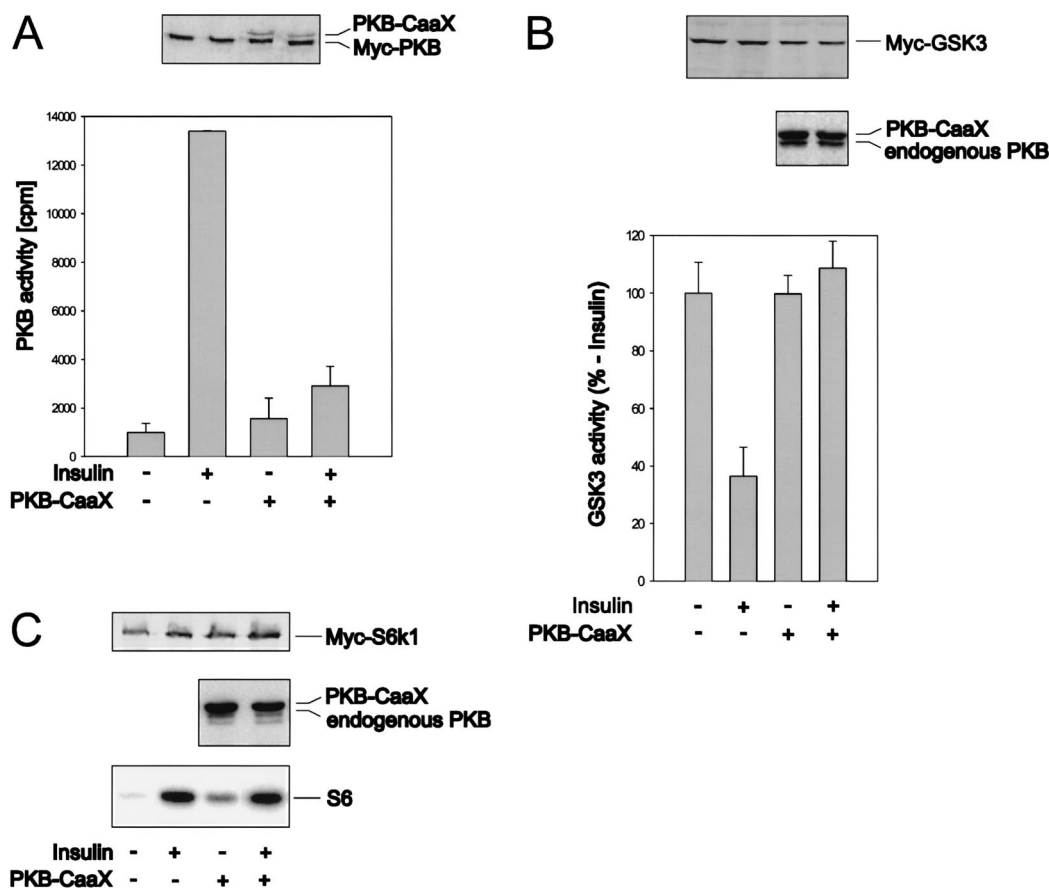 A
PKB-CaaX
Myc-PKB
14000
12000
10000
8000
6000
4000
2000
0
PKB activity [cpm]
Insulin - + - +
PKB-CaaX - - + +
B
Myc-GSK3
PKB-CaaX
endogenous PKB
120
100
80
60
40
20
0
GSK3 activity (% - Insulin)
Insulin - + - +
PKB-CaaX - - + +
C
Myc-S6k1
PKB-CaaX
endogenous PKB
S6
Insulin - + - +
PKB-CaaX - - + +